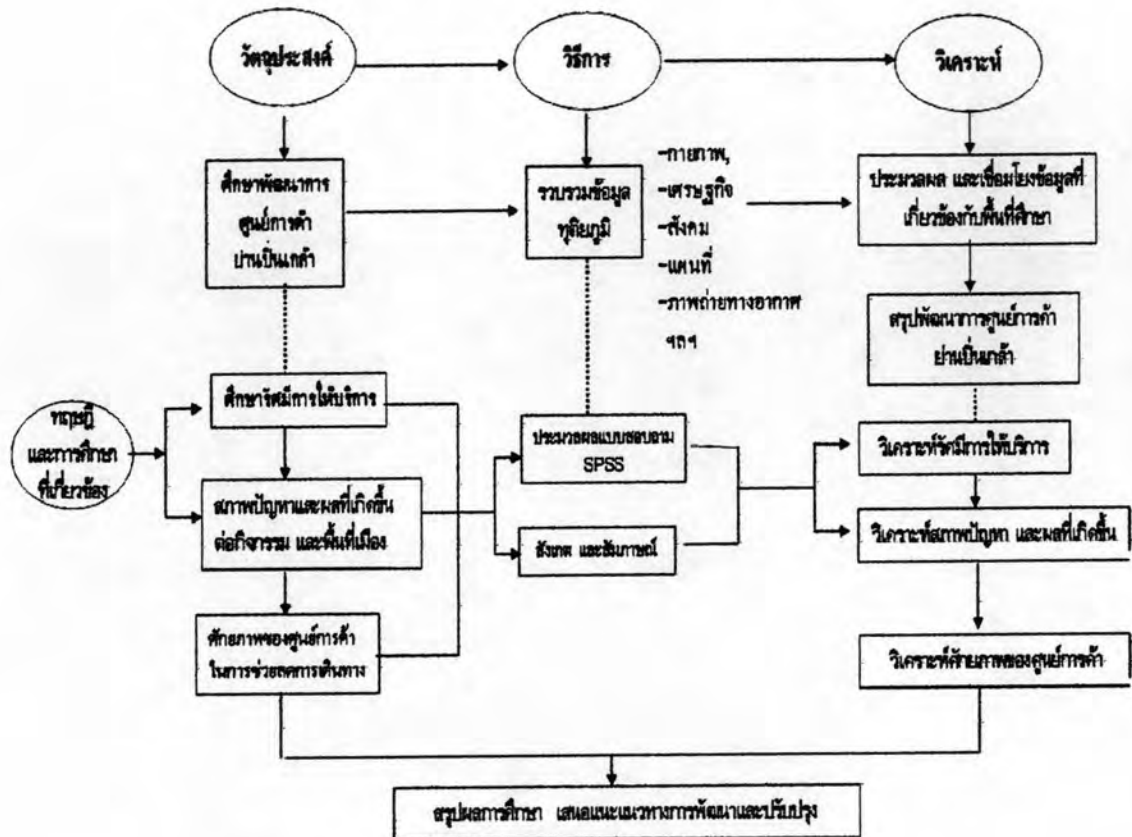 วัตถุประสงค์
วิธีการ
วิเคราะห์
ศึกษาพัฒนาการ
ศูนย์การค้า
ย่านปิ่นเกล้า
รวบรวมข้อมูล
ทุติยภูมิ
-กายภาพ,
-เศรษฐกิจ
-สังคม
-แผนที่
-ภาพถ่ายทางอากาศ
ฯลฯ
ประมวลผล และเชื่อมโยงข้อมูลที่
เกี่ยวข้องกับพื้นที่ศึกษา
สรุปพัฒนาการศูนย์การค้า
ย่านปิ่นเกล้า
ทฤษฎี
และการศึกษา
ที่เกี่ยวข้อง
ศึกษารัศมีการให้บริการ
สภาพปัญหาและผลที่เกิดขึ้น
ต่อกิจกรรม และพื้นที่เมือง
ศักยภาพของศูนย์การค้า
ในการช่วยลดการเดินทาง
ประมวลผลแบบสอบถาม
SPSS
สังเกต และสัมภาษณ์
วิเคราะห์รัศมีการให้บริการ
วิเคราะห์สภาพปัญหา และผลที่เกิดขึ้น
วิเคราะห์ศักยภาพของศูนย์การค้า
สรุปผลการศึกษา เสนอแนะแนวทางการพัฒนาและปรับปรุง